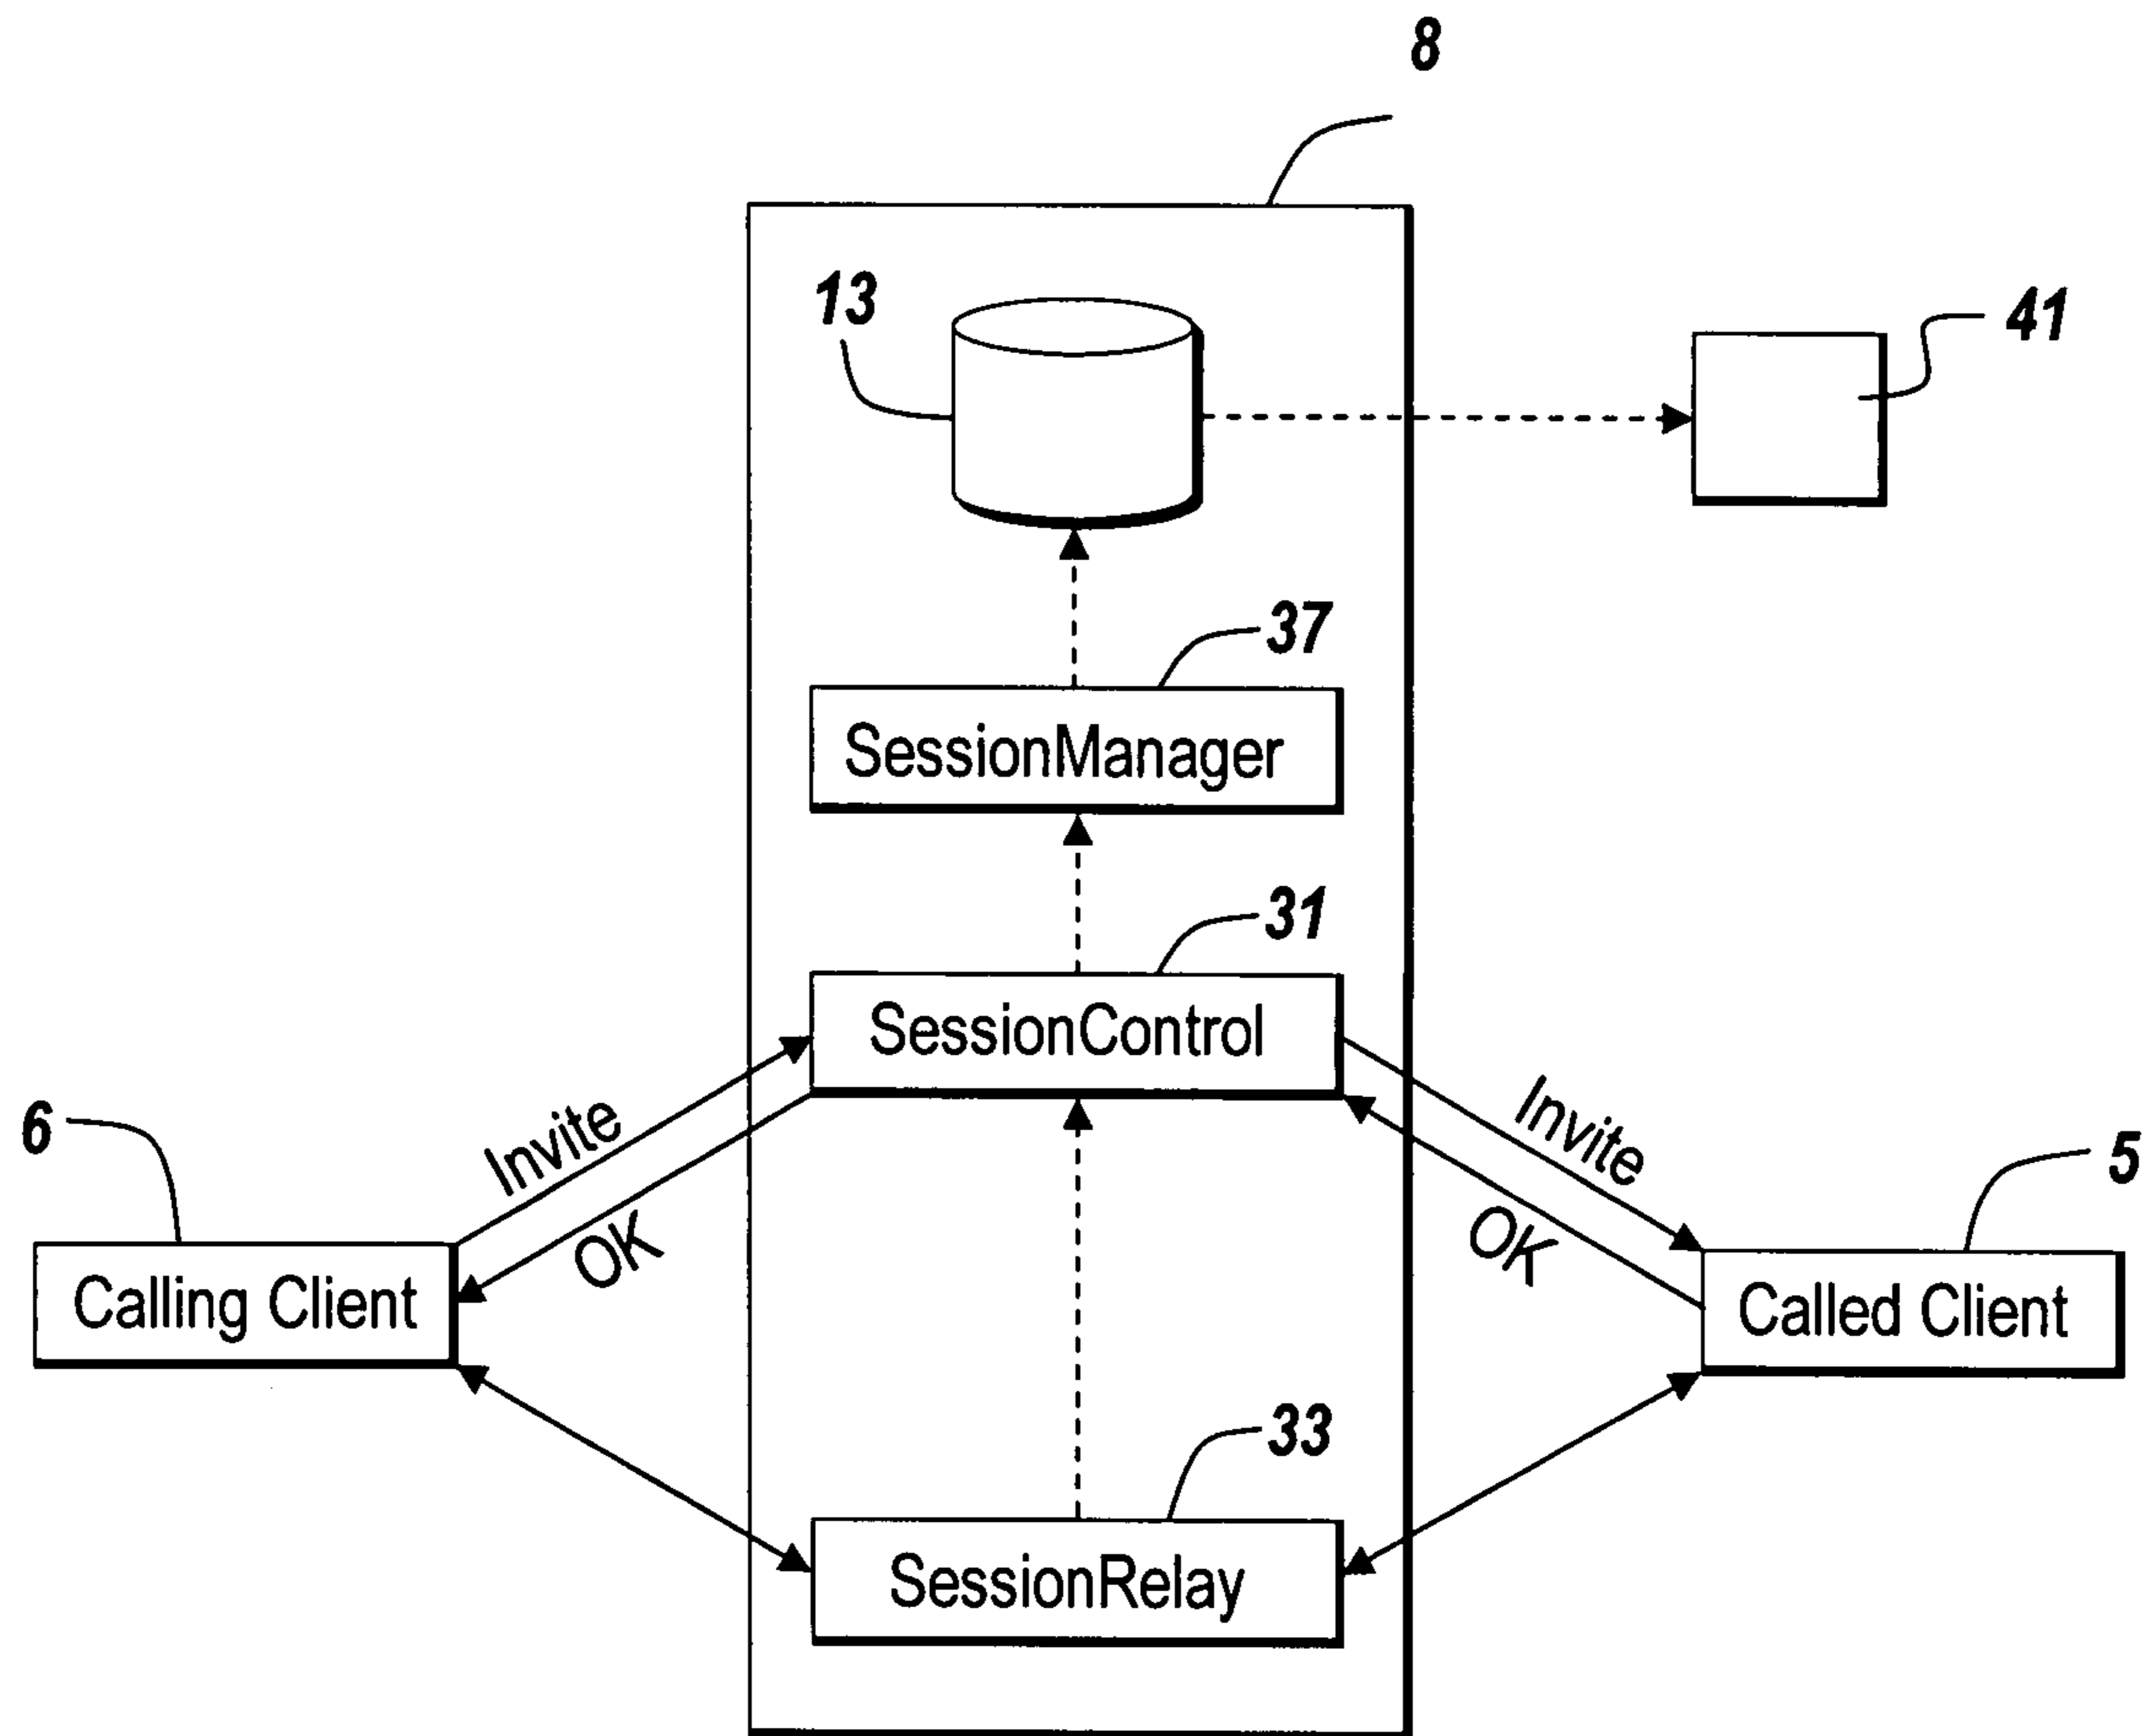 8
13
41
37
SessionManager
31
SessionControl
6
Invite
Invite
5
OK
OK
Calling Client
Called Client
33
SessionRelay